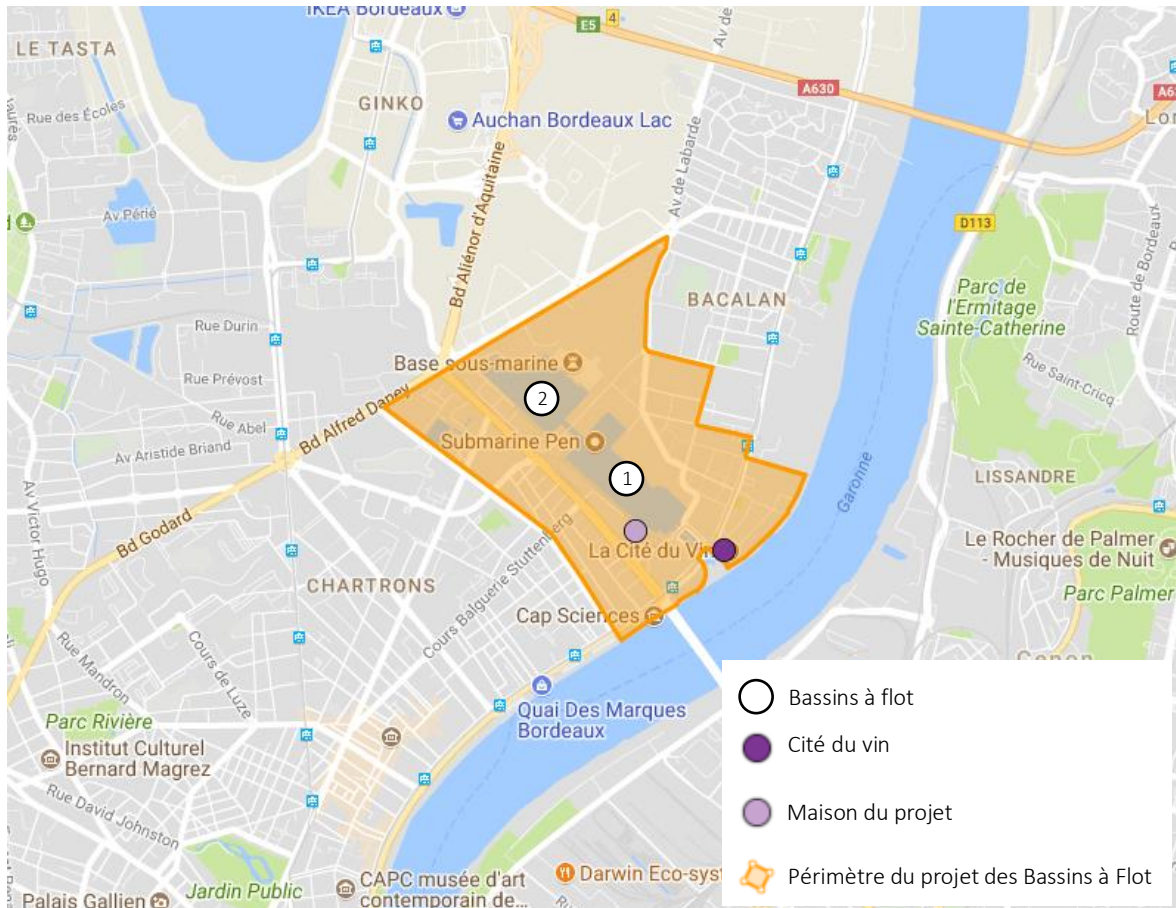 IKEA Bordeaux
4
E5
LE TASTA
Av de
A630
GINKO
Rue des Écoles
Auchan Bordeaux Lac
Av de Labarde
Av Périé
Bd Aliénor d'Aquitaine
D113
BACALAN
Parc de
l'Ermitage
Sainte-Catherine
Route de Bordeaux
Rue Durin
Base sous-marine
Rue Saint-Cricq
Rue Prévost
2
Rue Abel
Bd Alfred Daney
Submarine Pen
Av Aristide Briand
Garonne
LISSANDRE
1
Av Victor Hugo
Bd Godard
Le Rocher de Palmer
- Musiques de Nuit
La Cité du Vin
CHARTRONS
Cours Balguerie Stuttenberg
Parc Palmer
Cap Sciences
Rue Mandron
Cours de Luze
Cenon
Quai Des Marques
Bordeaux
Parc Rivière
Institut Culturel
Bernard Magrez
Rue David Johnston
Darwin Eco-syst
CAPC musée d'art
contemporain de...
Jardin Public
Palais Gallien
Bassins à flot
Cité du vin
Maison du projet
Périmètre du projet des Bassins à Flot